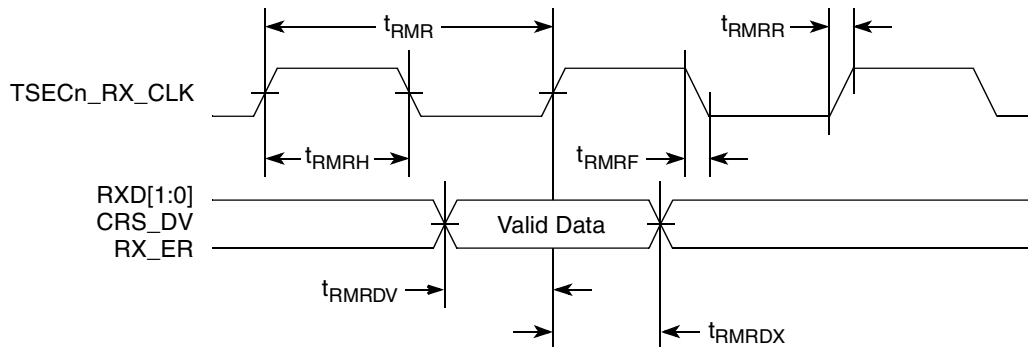 tRMR
tRMRR
TSECn_RX_CLK
tRMRH
tRMRF
RXD[1:0]
CRS_DV
Valid Data
RX_ER
tRMRDV
tRMRDX